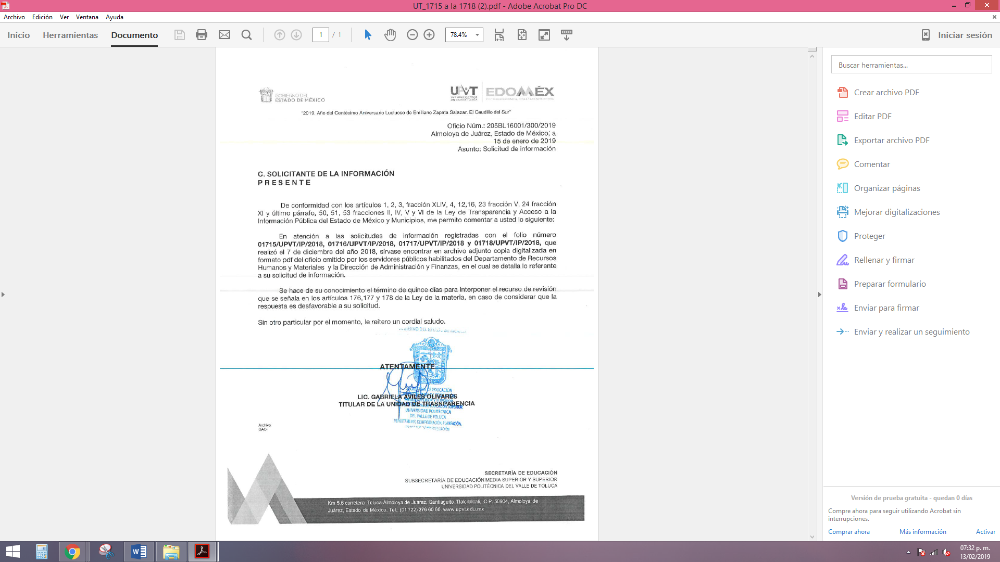 UT_1715 a la 1718 (2).pdf - Adobe Acrobat Pro DC
Archivo Edición Ver Ventana Ayuda
Inicio Herramientas Documento 1 / 1 78.4% Iniciar sesión
GOBIERNO DEL
ESTADO DE MÉXICO
UPVT EDOMÉX
"2019. Año del Centésimo Aniversario Luctuoso de Emiliano Zapata Salazar. El Caudillo del Sur"
Oficio Núm.: 205BL16001/300/2019
Almoloya de Juárez, Estado de México; a
15 de enero de 2019
Asunto: Solicitud de información
C. SOLICITANTE DE LA INFORMACIÓN
P R E S E N T E
De conformidad con los artículos 1, 2, 3, fracción XLIV, 4, 12,16, 23 fracción V, 24 fracción
XI y último párrafo, 50, 51, 53 fracciones II, IV, V y VI de la Ley de Transparencia y Acceso a la
Información Pública del Estado de México y Municipios, me permito comentar a usted lo siguiente:
En atención a las solicitudes de información registradas con el folio número
01715/UPVT/IP/2018, 01716/UPVT/IP/2018, 01717/UPVT/IP/2018 y 01718/UPVT/IP/2018, que
realizó el 7 de diciembre del año 2018, sírvase encontrar en archivo adjunto copia digitalizada en
formato pdf del oficio emitido por los servidores públicos habilitados del Departamento de Recursos
Humanos y Materiales y la Dirección de Administración y Finanzas, en el cual se detalla lo referente
a su solicitud de información.
Se hace de su conocimiento el término de quince días para interponer el recurso de revisión
que se señala en los artículos 176,177 y 178 de la Ley de la materia, en caso de considerar que la
respuesta es desfavorable a su solicitud.
Sin otro particular por el momento, le reitero un cordial saludo.
ATENTAMENTE
LIC. GABRIELA AVILES OLIVARES
TITULAR DE LA UNIDAD DE TRASNPARENCIA
SECRETARÍA DE EDUCACIÓN
UNIVERSIDAD POLITÉCNICA
DEL VALLE DE TOLUCA
DEPARTAMENTO DE INFORMACIÓN, PLANEACIÓN,
Archivo
GAO
SECRETARÍA DE EDUCACIÓN
SUBSECRETARÍA DE EDUCACIÓN MEDIA SUPERIOR Y SUPERIOR
UNIVERSIDAD POLITÉCNICA DEL VALLE DE TOLUCA
Km 5.6 carretera Toluca-Almoloya de Juárez, Santiaguito Tlalcilalcali, C.P. 50904, Almoloya de
Juárez, Estado de México. Tel.: (01 722) 276 60 60. www.upvt.edu.mx
Buscar herramientas...
Crear archivo PDF
Editar PDF
Exportar archivo PDF
Comentar
Organizar páginas
Mejorar digitalizaciones
Proteger
Rellenar y firmar
Preparar formulario
Enviar para firmar
Enviar y realizar un seguimiento
Versión de prueba gratuita - quedan 0 días
Compre ahora para seguir utilizando Acrobat sin
interrupciones.
Comprar ahora Más información Activar
07:32 p. m.
13/02/2019